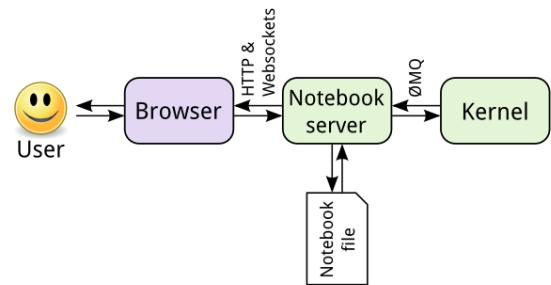 User
Browser
HTTP &
Websockets
Notebook
server
ØMQ
Kernel
Notebook
file